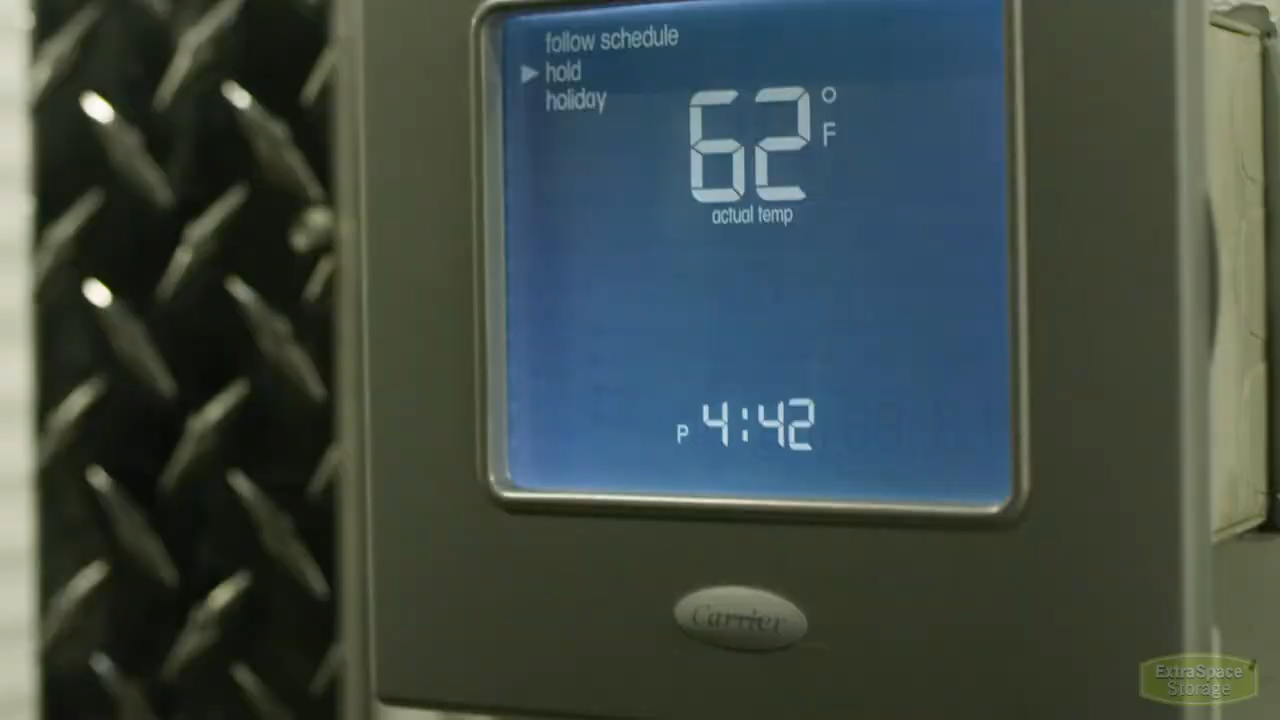 follow schedule
hold
holiday
62 °F
actual temp
P 4:42
Carrier
ExtraSpace
Storage